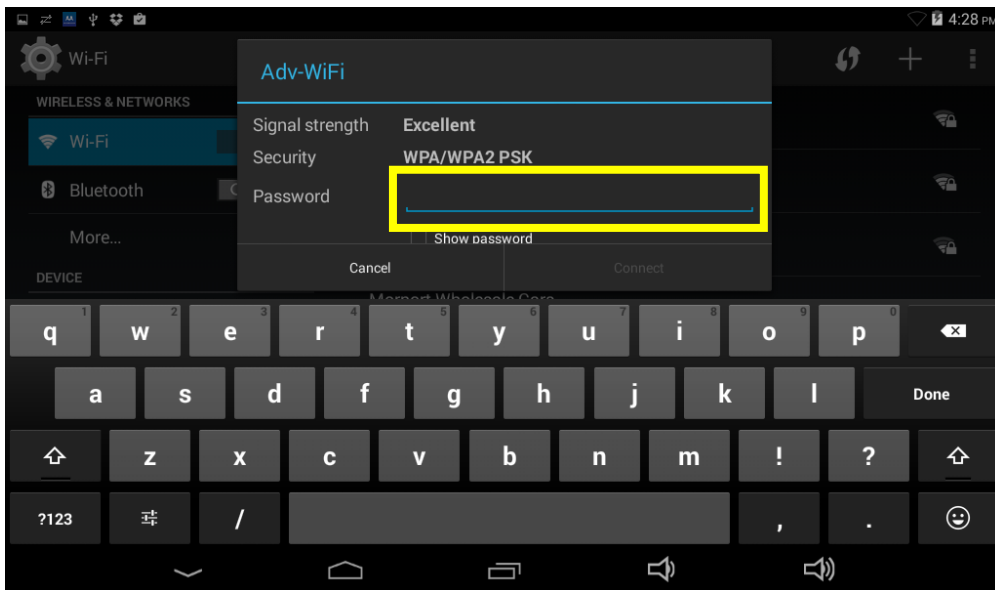 4:28 PM
Wi-Fi
Adv-WiFi
WIRELESS & NETWORKS
Signal strength Excellent
Wi-Fi
Security WPA/WPA2 PSK
Bluetooth
Password
More...
Show password
Cancel Connect
DEVICE
1 2 3 4 5 6 7 8 9 0
q w e r t y u i o p
a s d f g h j k l Done
z x c v b n m ! ?
?123 / , .